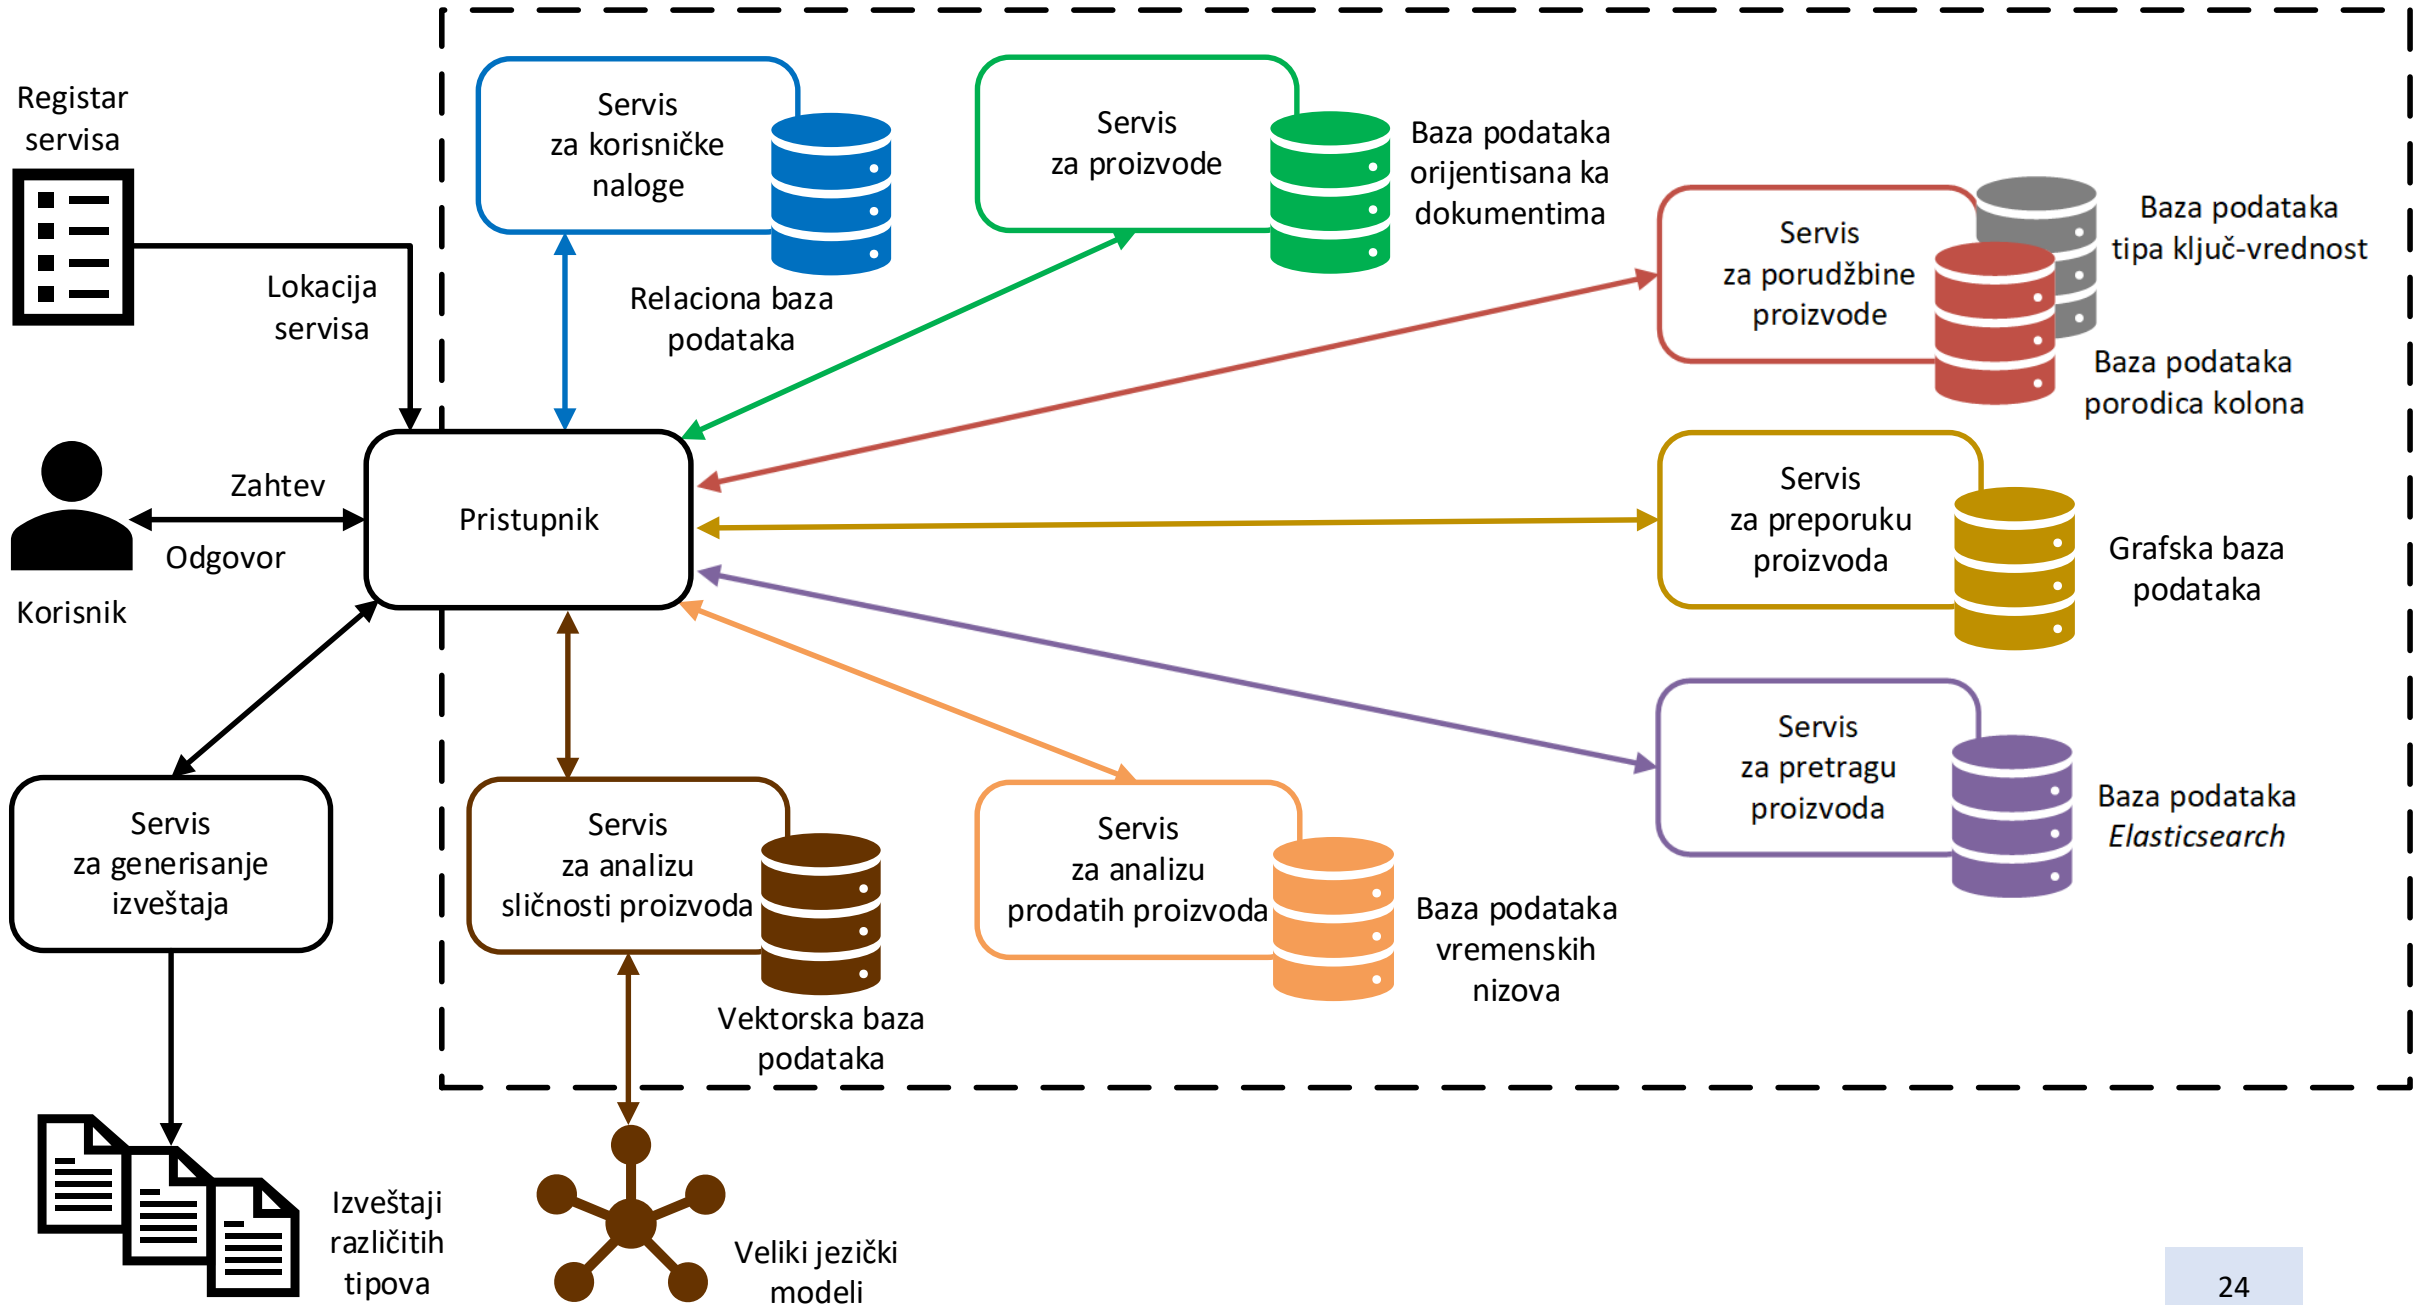 Registar
servisa
Lokacija
servisa
Servis
za korisničke
naloge
Relaciona baza
podataka
Servis
za proizvode
Baza podataka
orijentisana ka
dokumentima
Servis
za porudžbine
proizvode
Baza podataka
tipa ključ-vrednost
Baza podataka
porodica kolona
Zahtev
Odgovor
Korisnik
Pristupnik
Servis
za preporuku
proizvoda
Grafska baza
podataka
Servis
za pretragu
proizvoda
Baza podataka
Elasticsearch
Servis
za generisanje
izveštaja
Servis
za analizu
sličnosti proizvoda
Vektorska baza
podataka
Servis
za analizu
prodatih proizvoda
Baza podataka
vremenskih
nizova
Izveštaji
različitih
tipova
Veliki jezički
modeli
24